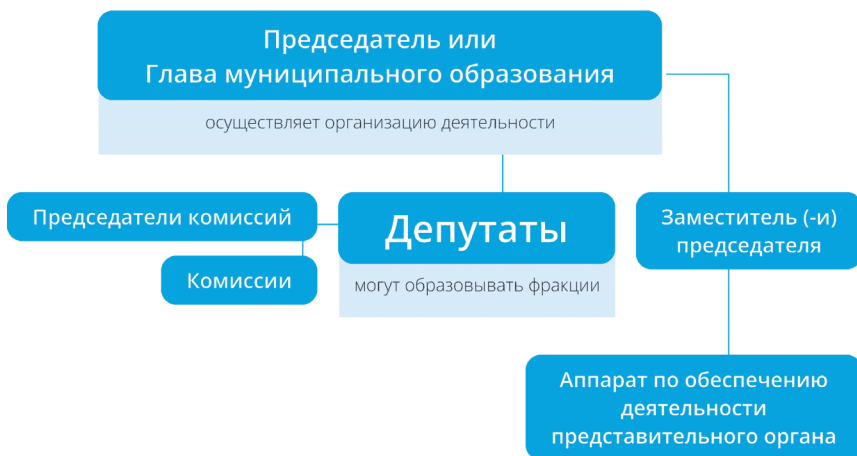 Председатель или
Глава муниципального образования
осуществляет организацию деятельности
Председатели комиссий
Комиссии
Депутаты
могут образовывать фракции
Заместитель (-и)
председателя
Аппарат по обеспечению
деятельности
представительного органа